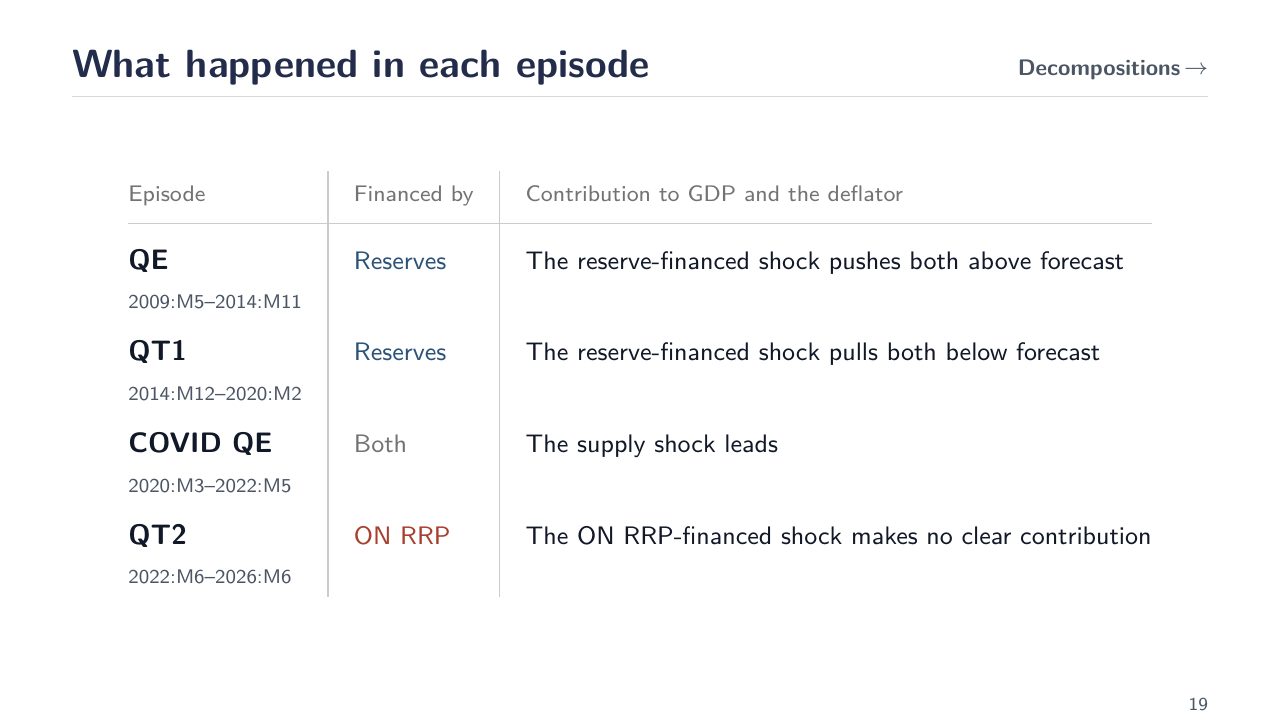 What happened in each episode
Decompositions →
Episode
Financed by
Contribution to GDP and the deflator
QE
Reserves
The reserve-financed shock pushes both above forecast
2009:M5–2014:M11
QT1
Reserves
The reserve-financed shock pulls both below forecast
2014:M12–2020:M2
COVID QE
Both
The supply shock leads
2020:M3–2022:M5
QT2
ON RRP
The ON RRP-financed shock makes no clear contribution
2022:M6–2026:M6
19